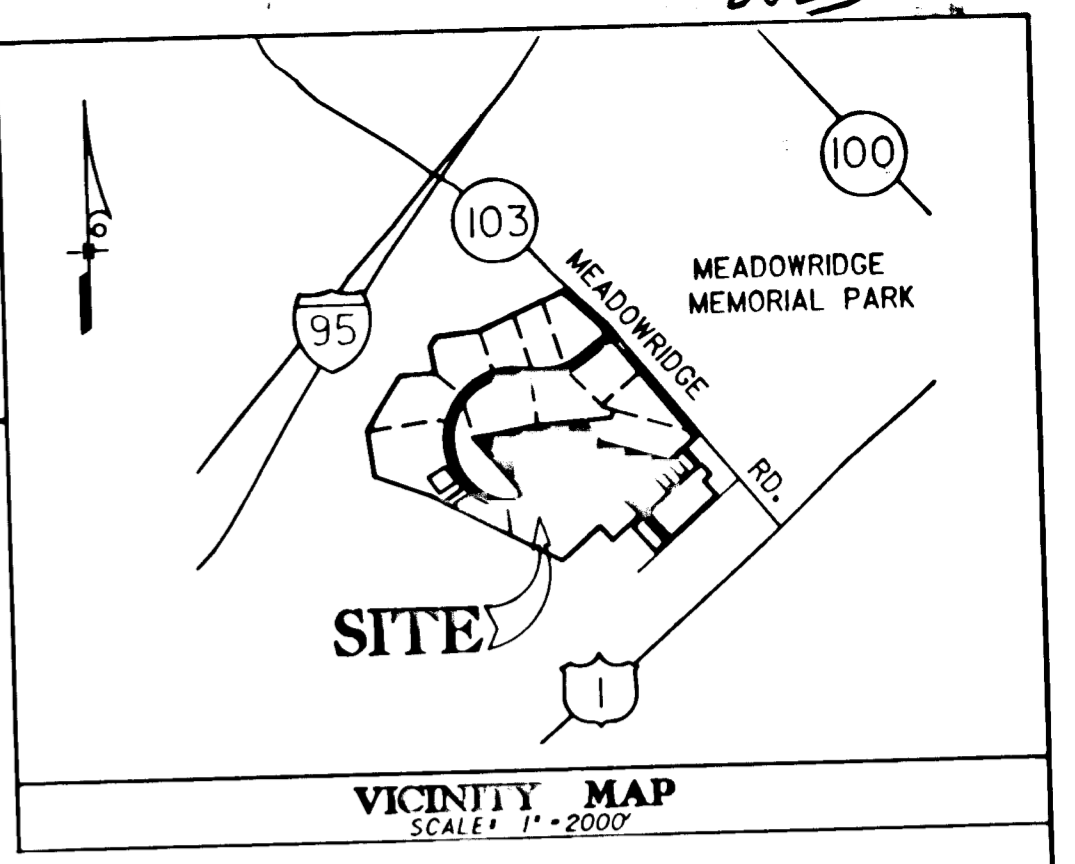 100
103
MEADOWRIDGE
MEMORIAL PARK
MEADOWRIDGE
RD.
95
SITE
1
VICINITY MAP
SCALE: 1" = 2000'